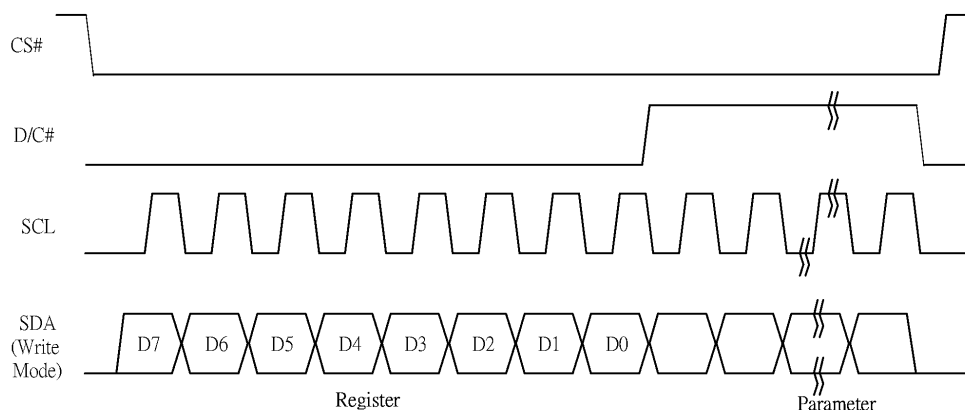 CS#
D/C#
SCL
SDA
(Write
Mode)
D7 D6 D5 D4 D3 D2 D1 D0
Register Parameter